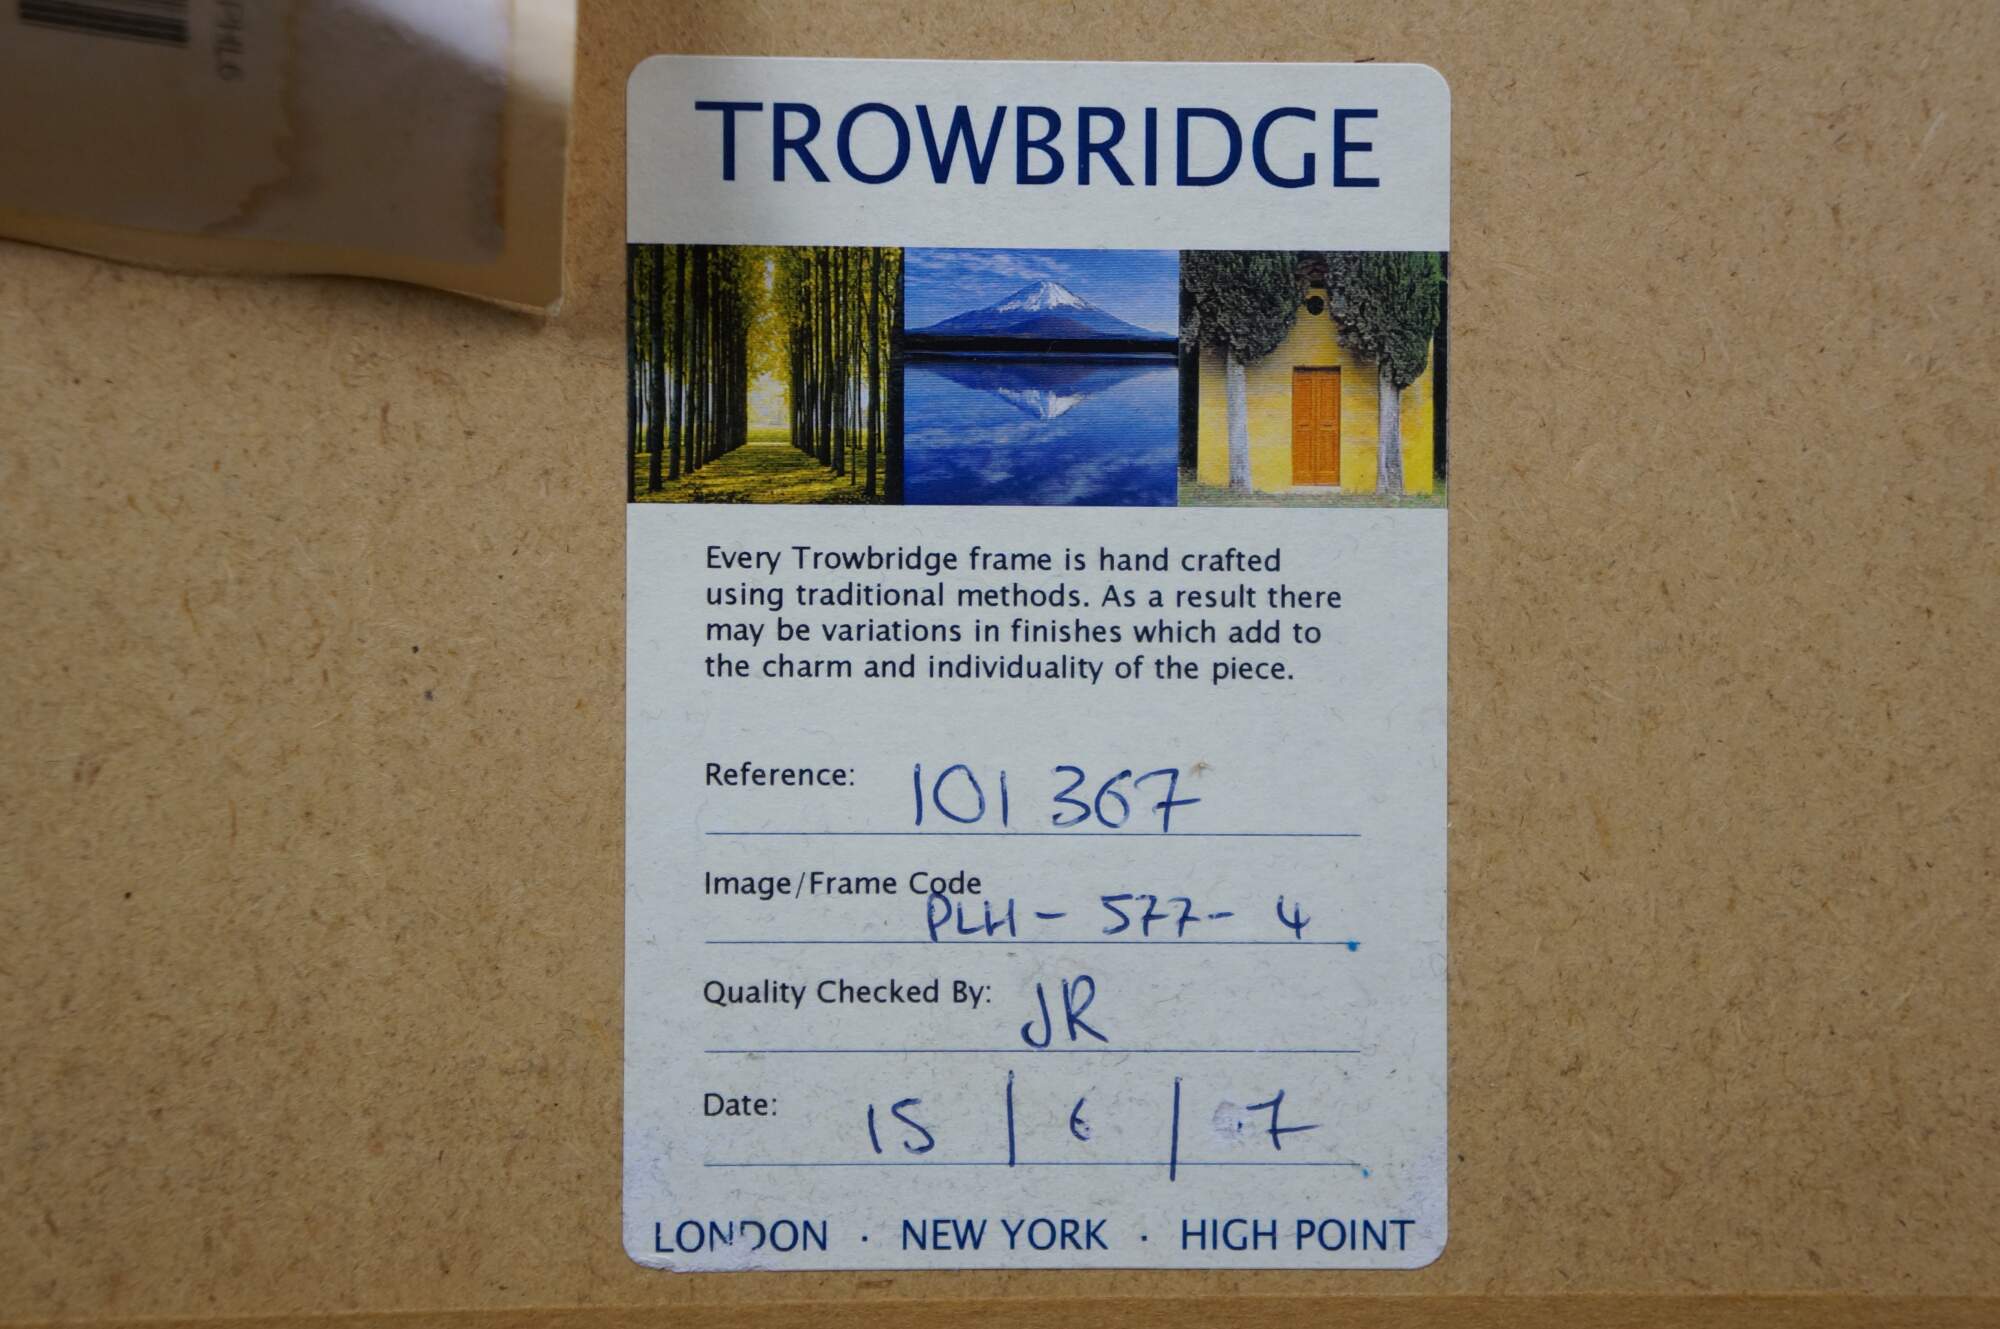 TROWBRIDGE
Every Trowbridge frame is hand crafted
using traditional methods. As a result there
may be variations in finishes which add to
the charm and individuality of the piece.
Reference: 101 367
Image/Frame Code
PLH - 577- 4
Quality Checked By: JR
Date: 15 / 6 / 7
LONDON · NEW YORK · HIGH POINT